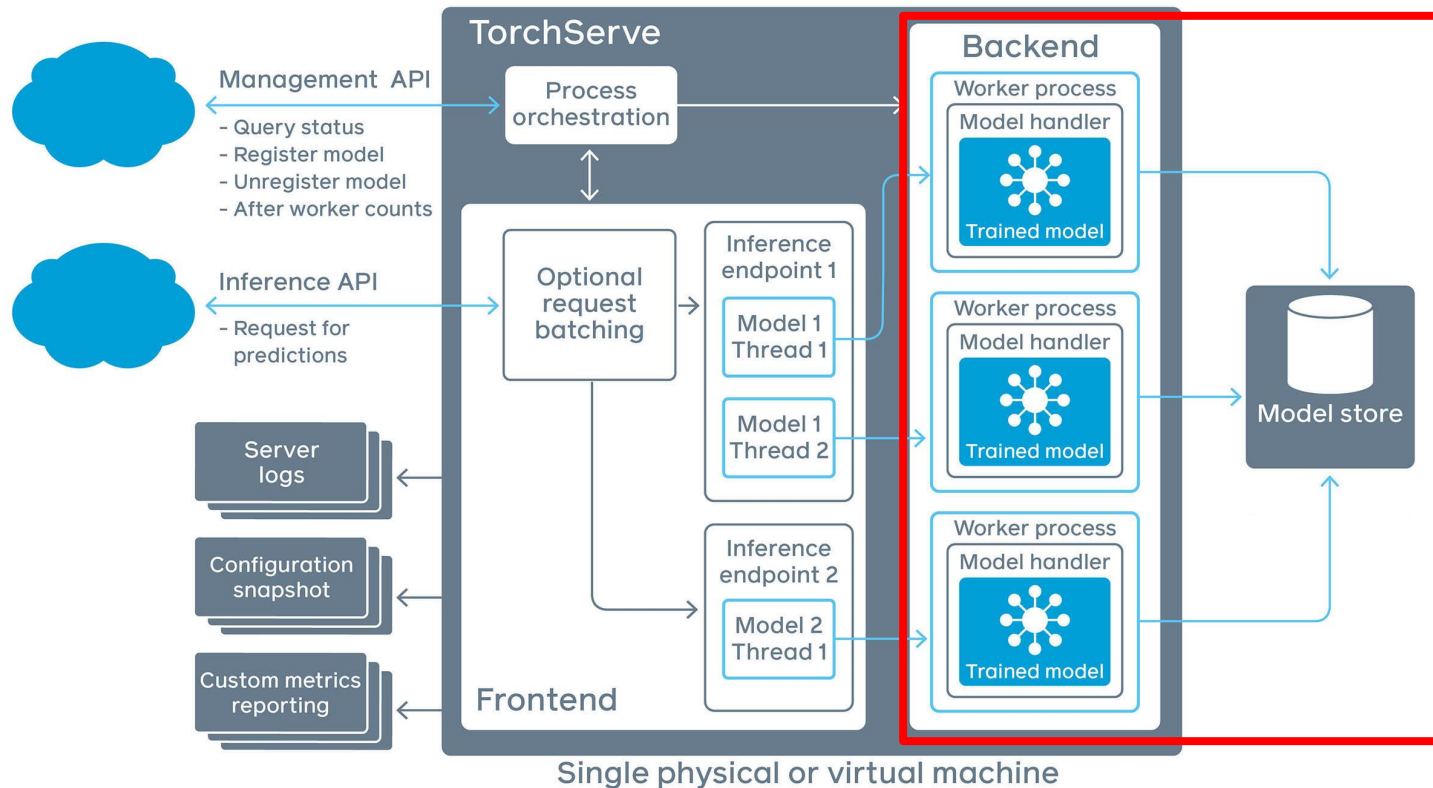 TorchServe
Management API
- Query status
- Register model
- Unregister model
- After worker counts
Process
orchestration
Inference API
- Request for
predictions
Optional
request
batching
Inference
endpoint 1
Model 1
Thread 1
Model 1
Thread 2
Inference
endpoint 2
Model 2
Thread 1
Frontend
Backend
Worker process
Model handler
Trained model
Worker process
Model handler
Trained model
Worker process
Model handler
Trained model
Model store
Server
logs
Configuration
snapshot
Custom metrics
reporting
Single physical or virtual machine